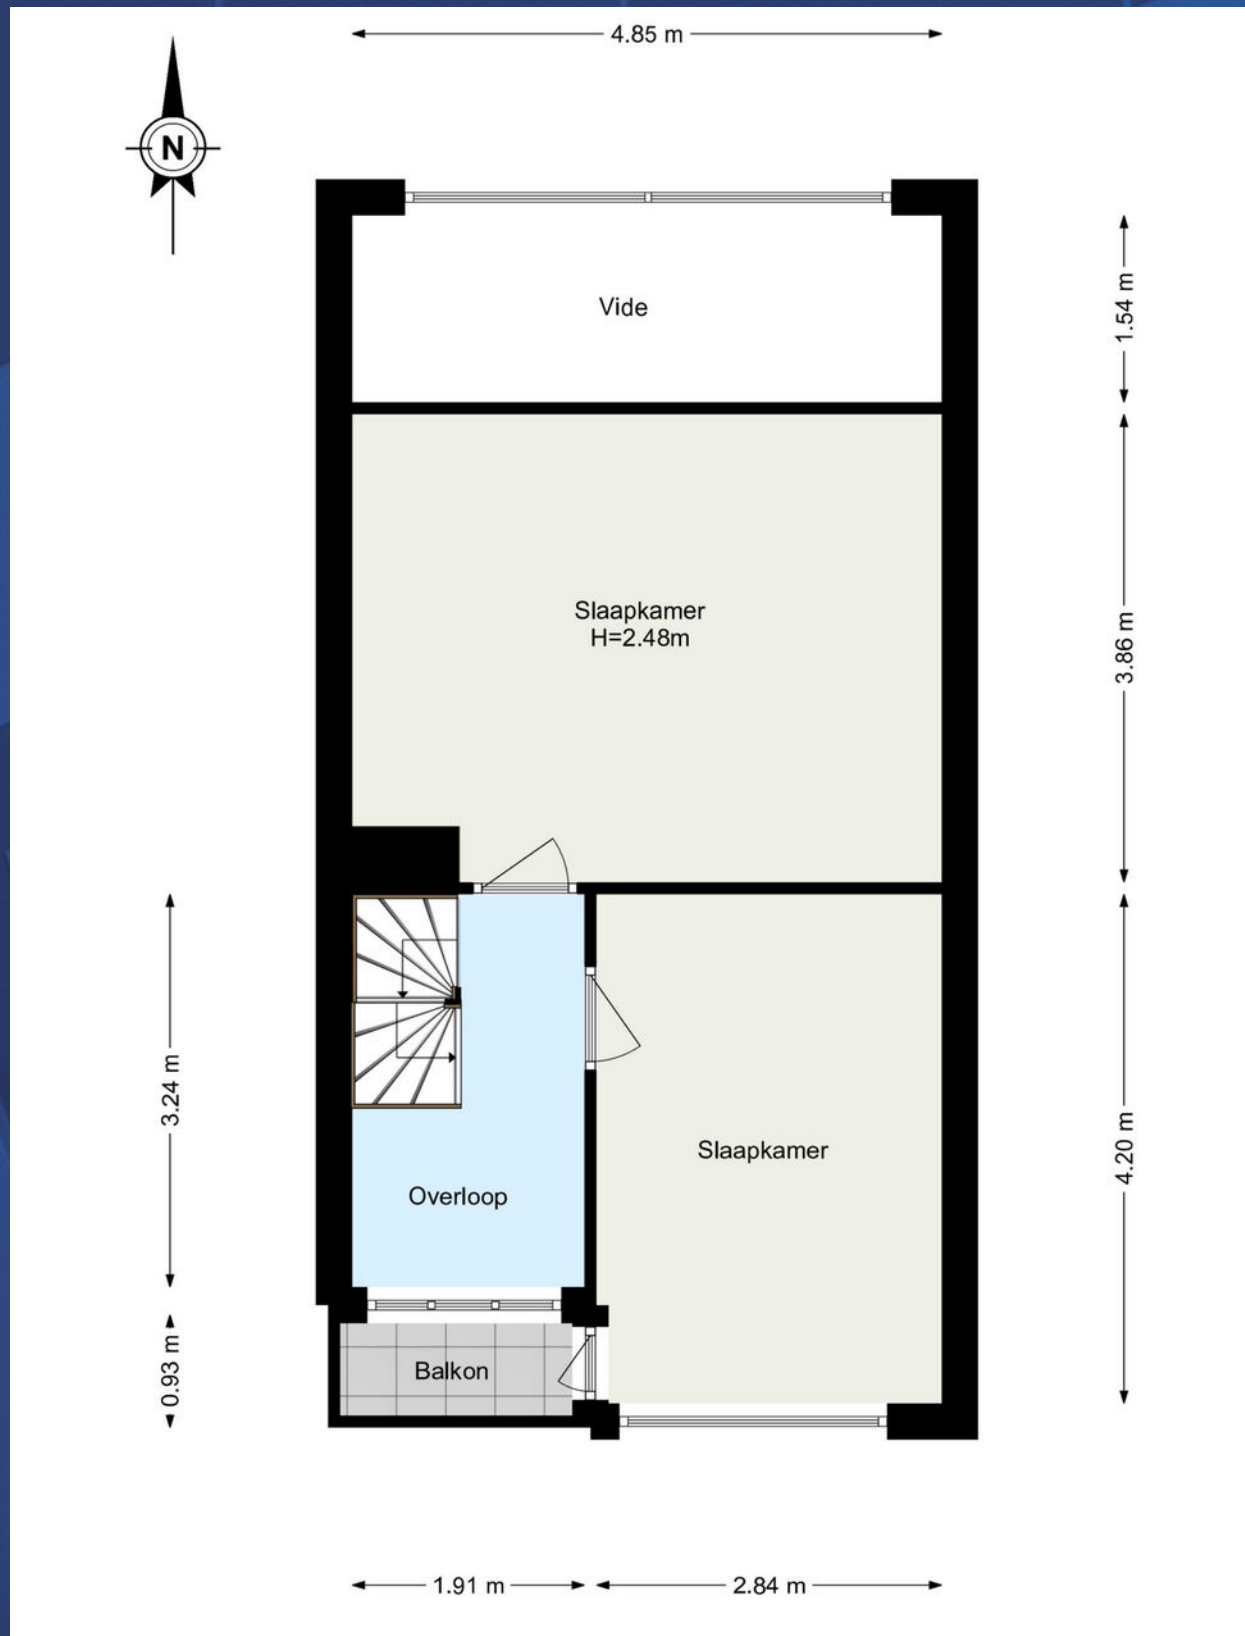 4.85 m
N
1.54 m
Vide
3.86 m
Slaapkamer
H=2.48m
3.24 m
4.20 m
Slaapkamer
Overloop
0.93 m
Balkon
1.91 m
2.84 m